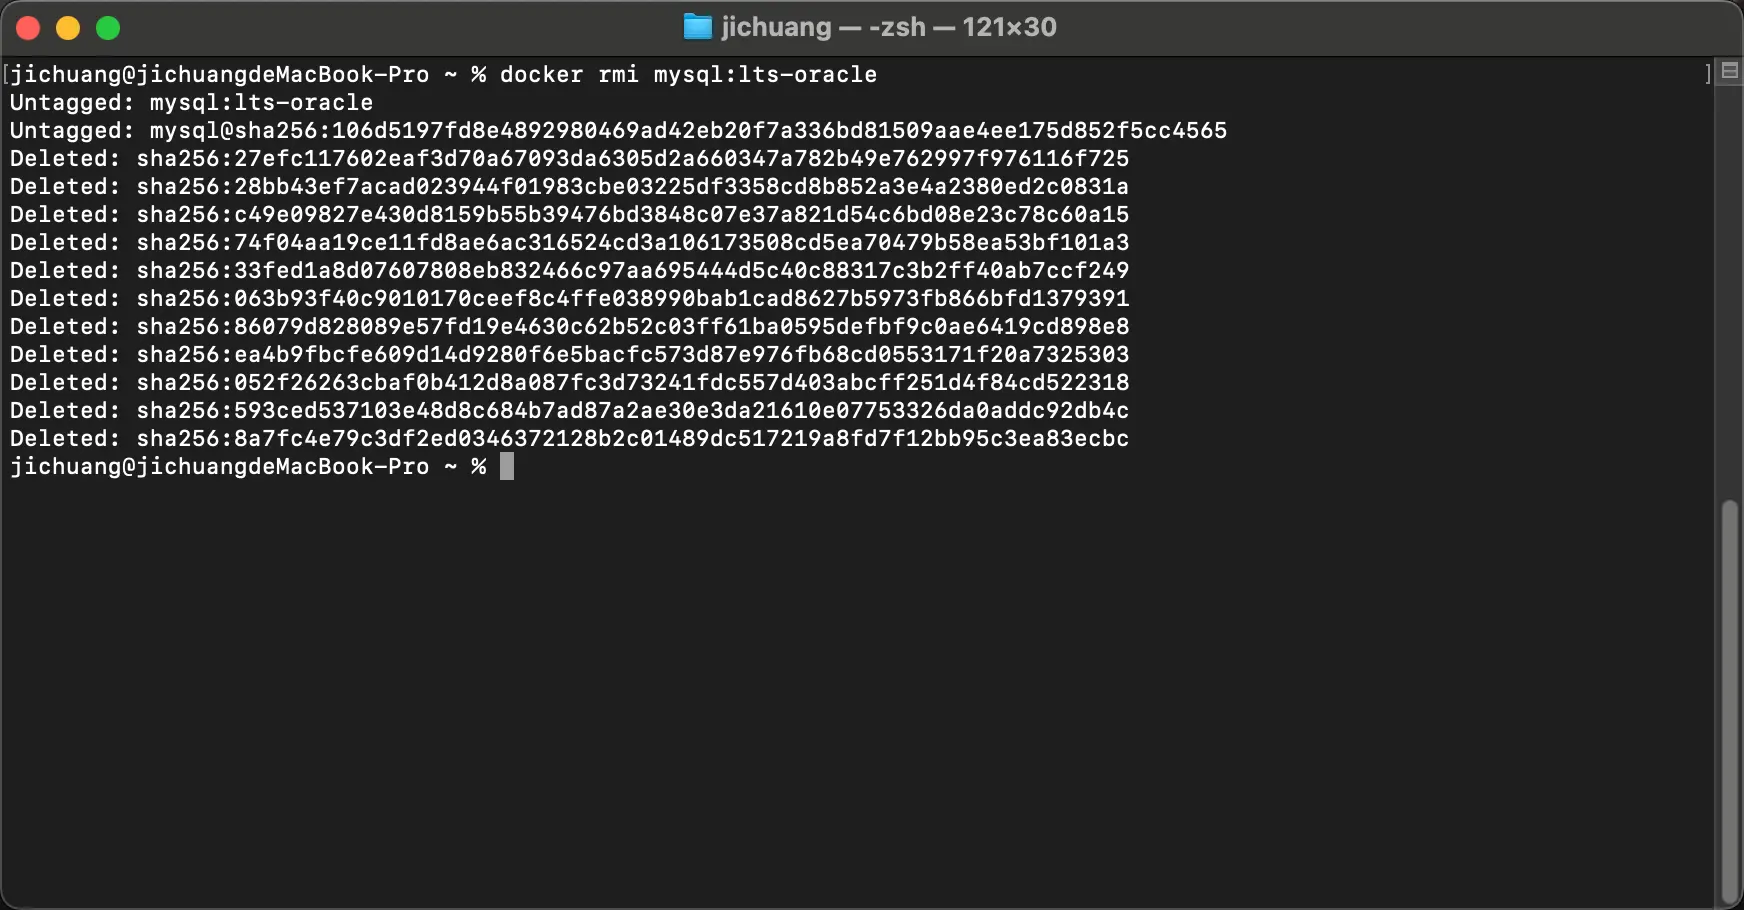 jichuang — -zsh — 121×30
[jichuang@jichuangdeMacBook-Pro ~ % docker rmi mysql:lts-oracle ]
Untagged: mysql:lts-oracle
Untagged: mysql@sha256:106d5197fd8e4892980469ad42eb20f7a336bd81509aae4ee175d852f5cc4565
Deleted: sha256:27efc117602eaf3d70a67093da6305d2a660347a782b49e762997f976116f725
Deleted: sha256:28bb43ef7acad023944f01983cbe03225df3358cd8b852a3e4a2380ed2c0831a
Deleted: sha256:c49e09827e430d8159b55b39476bd3848c07e37a821d54c6bd08e23c78c60a15
Deleted: sha256:74f04aa19ce11fd8ae6ac316524cd3a106173508cd5ea70479b58ea53bf101a3
Deleted: sha256:33fed1a8d07607808eb832466c97aa695444d5c40c88317c3b2ff40ab7ccf249
Deleted: sha256:063b93f40c9010170ceef8c4ffe038990bab1cad8627b5973fb866bfd1379391
Deleted: sha256:86079d828089e57fd19e4630c62b52c03ff61ba0595defbf9c0ae6419cd898e8
Deleted: sha256:ea4b9fbcfe609d14d9280f6e5bacfc573d87e976fb68cd0553171f20a7325303
Deleted: sha256:052f26263cbaf0b412d8a087fc3d73241fdc557d403abcff251d4f84cd522318
Deleted: sha256:593ced537103e48d8c684b7ad87a2ae30e3da21610e07753326da0addc92db4c
Deleted: sha256:8a7fc4e79c3df2ed0346372128b2c01489dc517219a8fd7f12bb95c3ea83ecbc
jichuang@jichuangdeMacBook-Pro ~ %